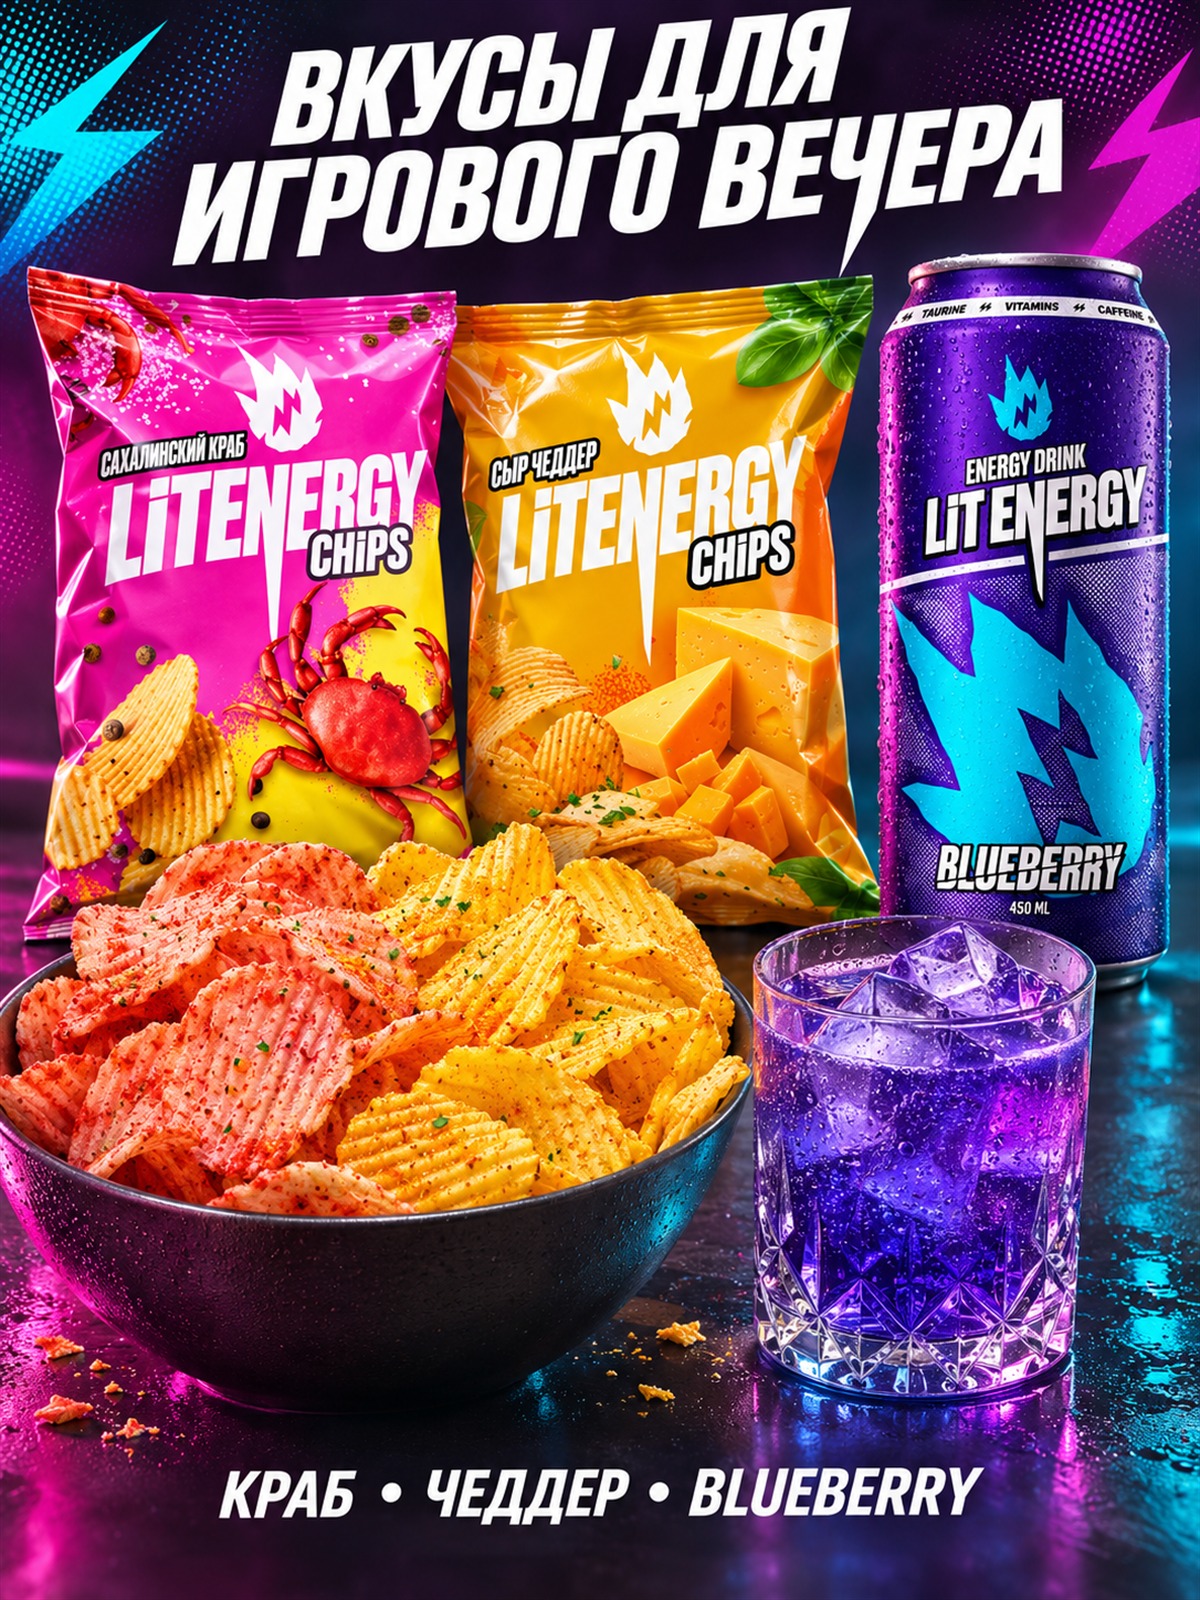 ВКУСЫ ДЛЯ
ИГРОВОГО ВЕЧЕРА
САХАЛИНСКИЙ КРАБ
LiTENERGY
CHiPS
СЫР ЧЕДДЕР
LiTENERGY
CHiPS
TAURINE VITAMINS CAFFEINE
ENERGY DRINK
LiT ENERGY
BLUEBERRY
450 ML
КРАБ • ЧЕДДЕР • BLUEBERRY